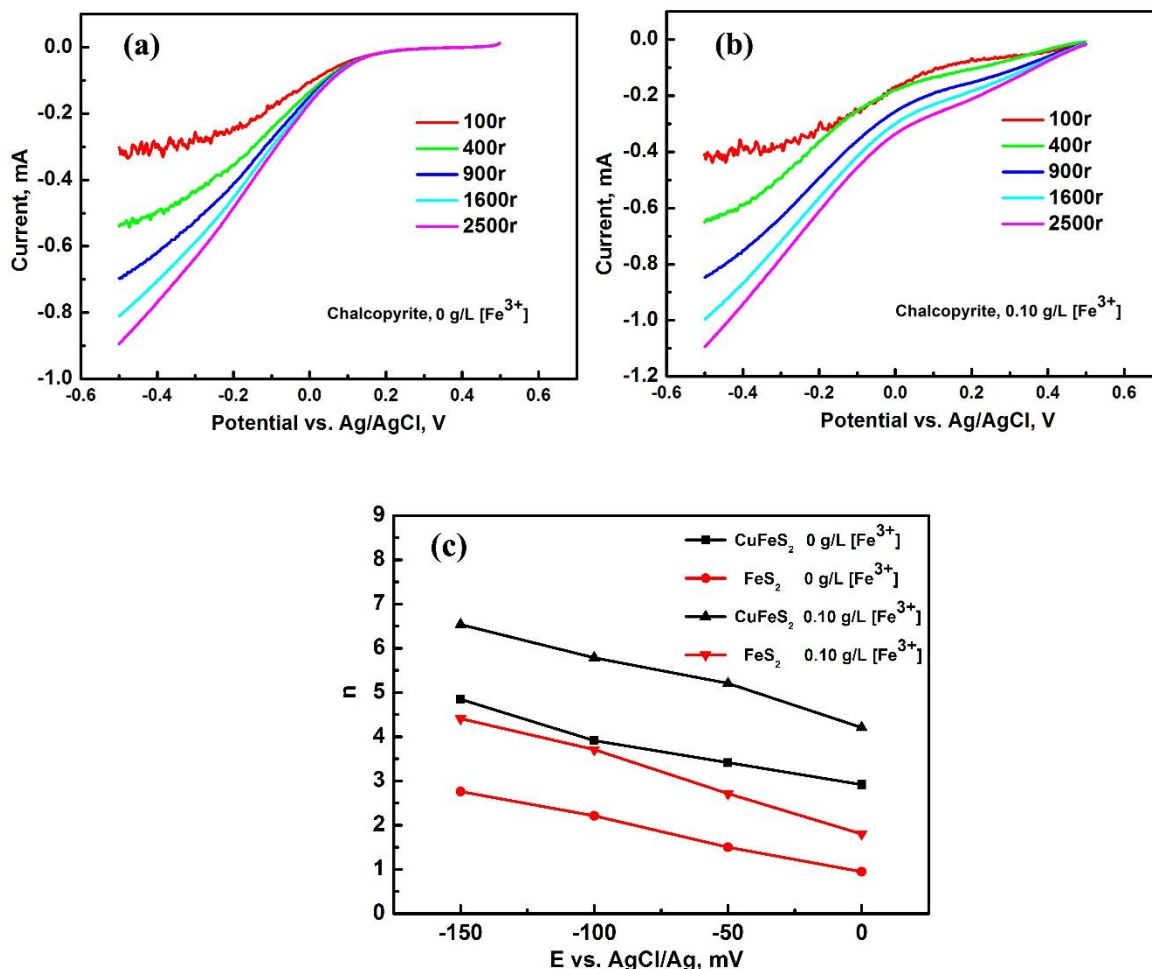 (a)
0.0
-0.2
-0.4
-0.6
-0.8
-1.0
Current, mA
100r
400r
900r
1600r
2500r
Chalcopyrite, 0 g/L [Fe³⁺]
-0.6 -0.4 -0.2 0.0 0.2 0.4 0.6
Potential vs. Ag/AgCl, V
(b)
0.0
-0.2
-0.4
-0.6
-0.8
-1.0
-1.2
Current, mA
100r
400r
900r
1600r
2500r
Chalcopyrite, 0.10 g/L [Fe³⁺]
-0.6 -0.4 -0.2 0.0 0.2 0.4 0.6
Potential vs. Ag/AgCl, V
(c)
9
8
7
6
5
4
3
2
1
0
n
CuFeS₂ 0 g/L [Fe³⁺]
FeS₂ 0 g/L [Fe³⁺]
CuFeS₂ 0.10 g/L [Fe³⁺]
FeS₂ 0.10 g/L [Fe³⁺]
-150 -100 -50 0
E vs. AgCl/Ag, mV